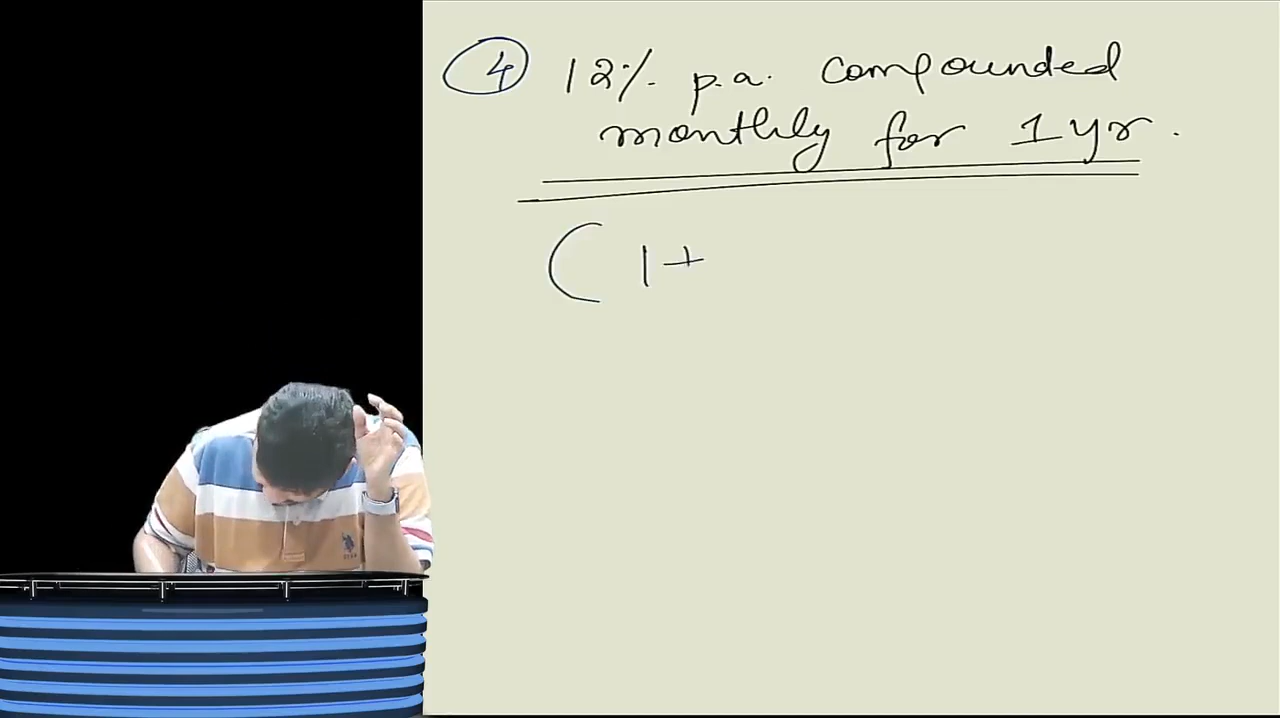 4 12% p.a. compounded
monthly for 1 yr.
( 1+